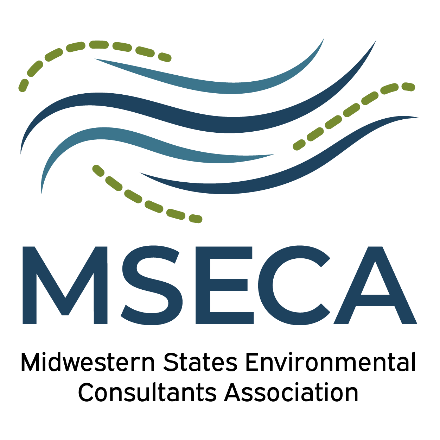 MSECA
Midwestern States Environmental
Consultants Association